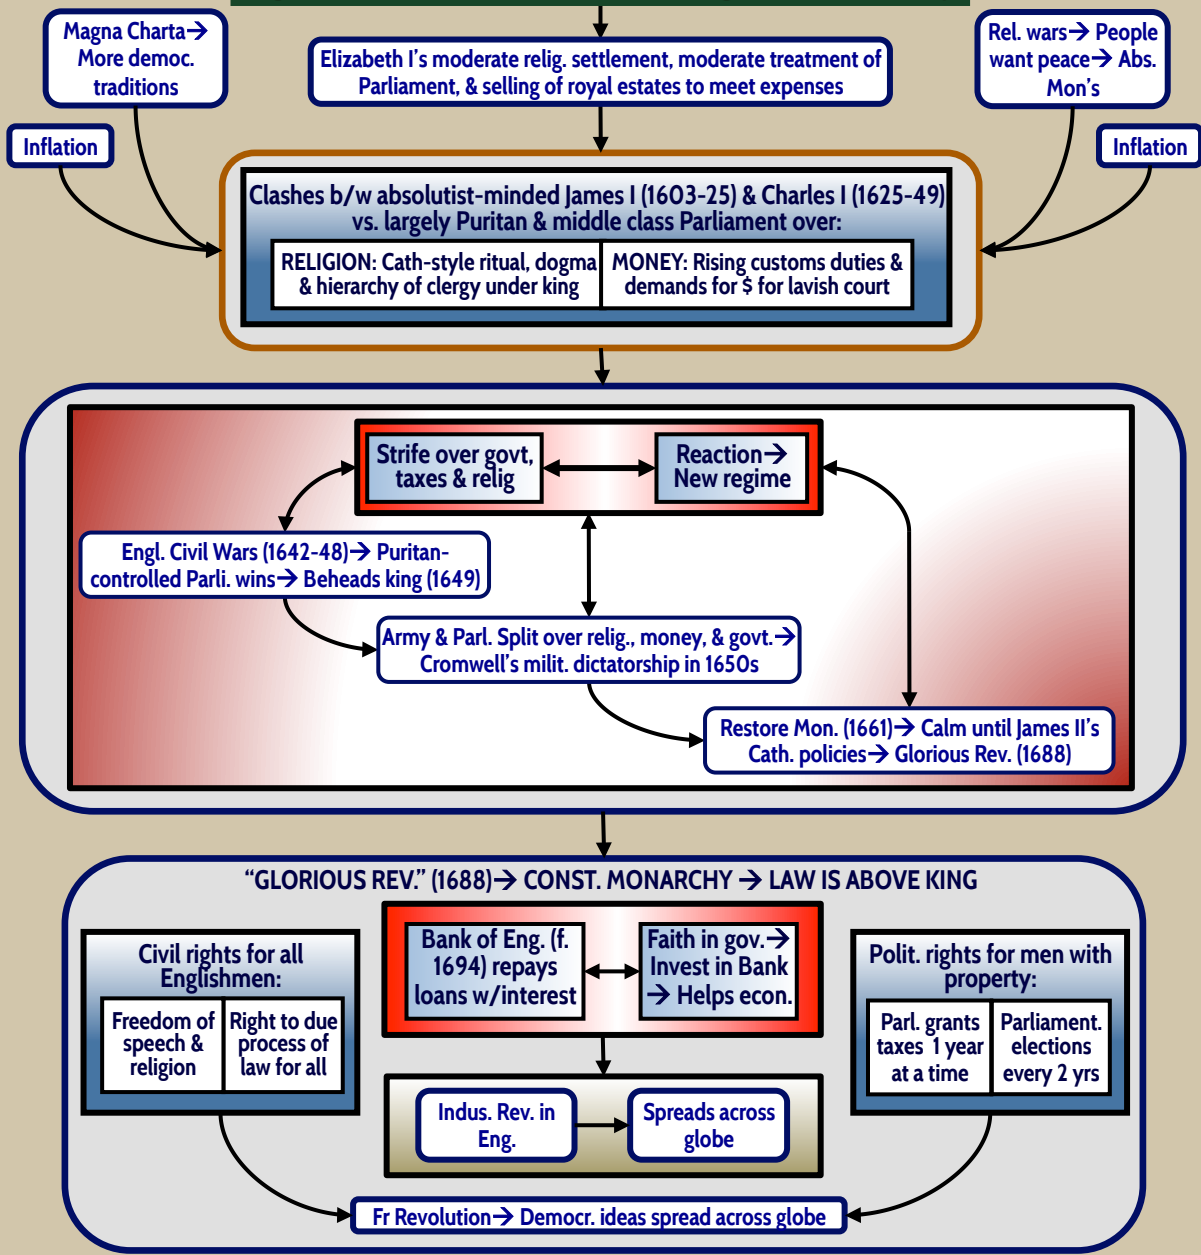 Magna Charta→
More democ.
traditions
Inflation
Elizabeth I's moderate relig. settlement, moderate treatment of
Parliament, & selling of royal estates to meet expenses
Rel. wars→ People
want peace→ Abs.
Mon's
Inflation
Clashes b/w absolutist-minded James I (1603-25) & Charles I (1625-49)
vs. largely Puritan & middle class Parliament over:
RELIGION: Cath-style ritual, dogma
& hierarchy of clergy under king
MONEY: Rising customs duties &
demands for $ for lavish court
Strife over govt,
taxes & relig
Reaction→
New regime
Engl. Civil Wars (1642-48)→ Puritan-
controlled Parli. wins→ Beheads king (1649)
Army & Parl. Split over relig., money, & govt.→
Cromwell's milit. dictatorship in 1650s
Restore Mon. (1661)→ Calm until James II's
Cath. policies→ Glorious Rev. (1688)
“GLORIOUS REV.” (1688)→ CONST. MONARCHY → LAW IS ABOVE KING
Civil rights for all
Englishmen:
Freedom of
speech &
religion
Right to due
process of
law for all
Bank of Eng. (f.
1694) repays
loans w/interest
Faith in gov.→
Invest in Bank
→ Helps econ.
Polit. rights for men with
property:
Parl. grants
taxes 1 year
at a time
Parliament.
elections
every 2 yrs
Indus. Rev. in
Eng.
Spreads across
globe
Fr Revolution→ Democr. ideas spread across globe